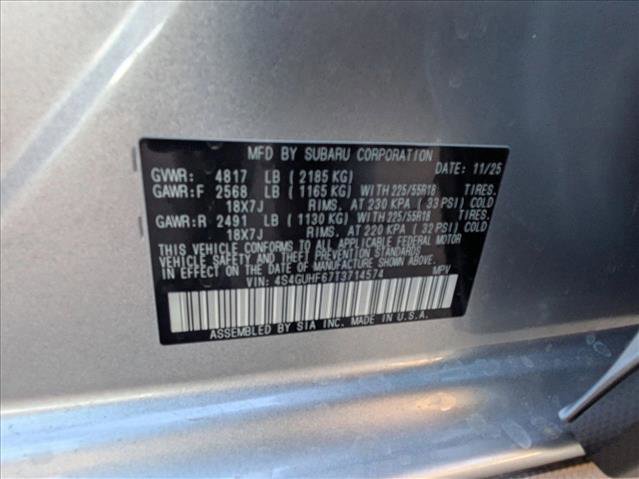 MFD BY SUBARU CORPORATION DATE: 11/25
GVWR: 4817 LB (2185 KG)
GAWR:F 2568 LB (1165 KG) WITH 225/55R18 TIRES.
18X7J RIMS. AT 230 KPA (33 PSI) COLD
GAWR:R 2491 LB (1130 KG) WITH 225/55R18 TIRES.
18X7J RIMS. AT 220 KPA (32 PSI) COLD
THIS VEHICLE CONFORMS TO ALL APPLICABLE FEDERAL MOTOR
VEHICLE SAFETY, BUMPER, AND THEFT PREVENTION STANDARDS
IN EFFECT ON THE DATE OF MANUFACTURE SHOWN ABOVE.
VIN: 4S4GUHF67T3714574 MPV
ASSEMBLED BY SIA INC. MADE IN U.S.A.